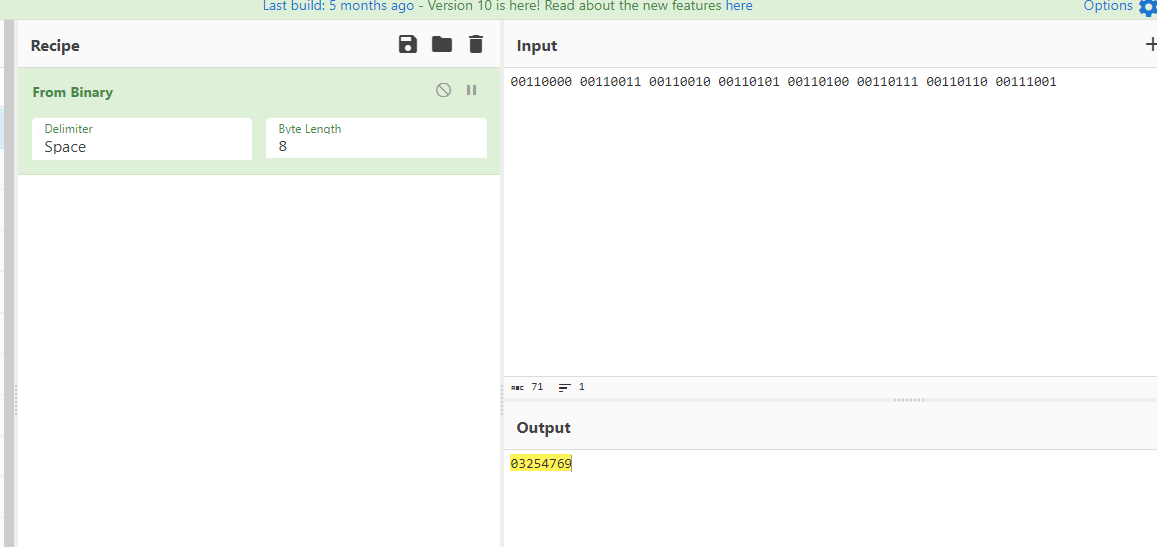 Last build: 5 months ago - Version 10 is here! Read about the new features here
Options
Recipe
From Binary
Delimiter
Space
Byte Length
8
Input
00110000 00110011 00110010 00110101 00110100 00110111 00110110 00111001
ABC 71 1
Output
03254769